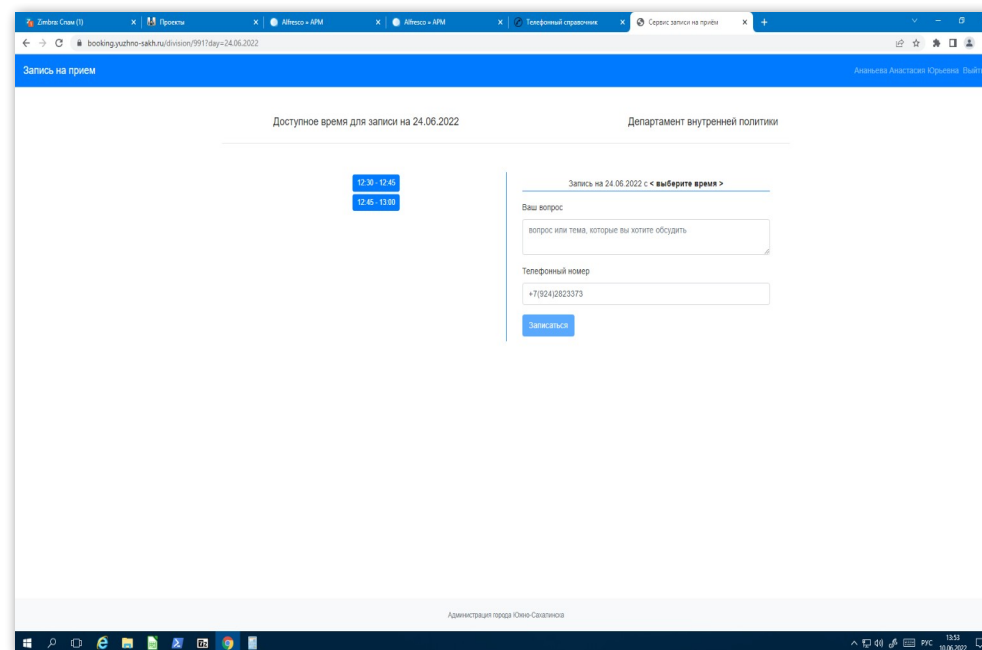 Zimbra: Спам (1)
Проекты
Alfresco » АРМ
Alfresco » АРМ
Телефонный справочник
Сервис записи на приём
booking.yuzhno-sakh.ru/division/991?day=24.06.2022
Запись на прием
Ананьева Анастасия Юрьевна Выйти
Доступное время для записи на 24.06.2022
Департамент внутренней политики
12:30 - 12:45
12:45 - 13:00
Запись на 24.06.2022 с < выберите время >
Ваш вопрос
вопрос или тема, которые вы хотите обсудить
Телефонный номер
+7(924)2823373
Записаться
Администрация города Южно-Сахалинска
РУС
13:53
10.06.2022